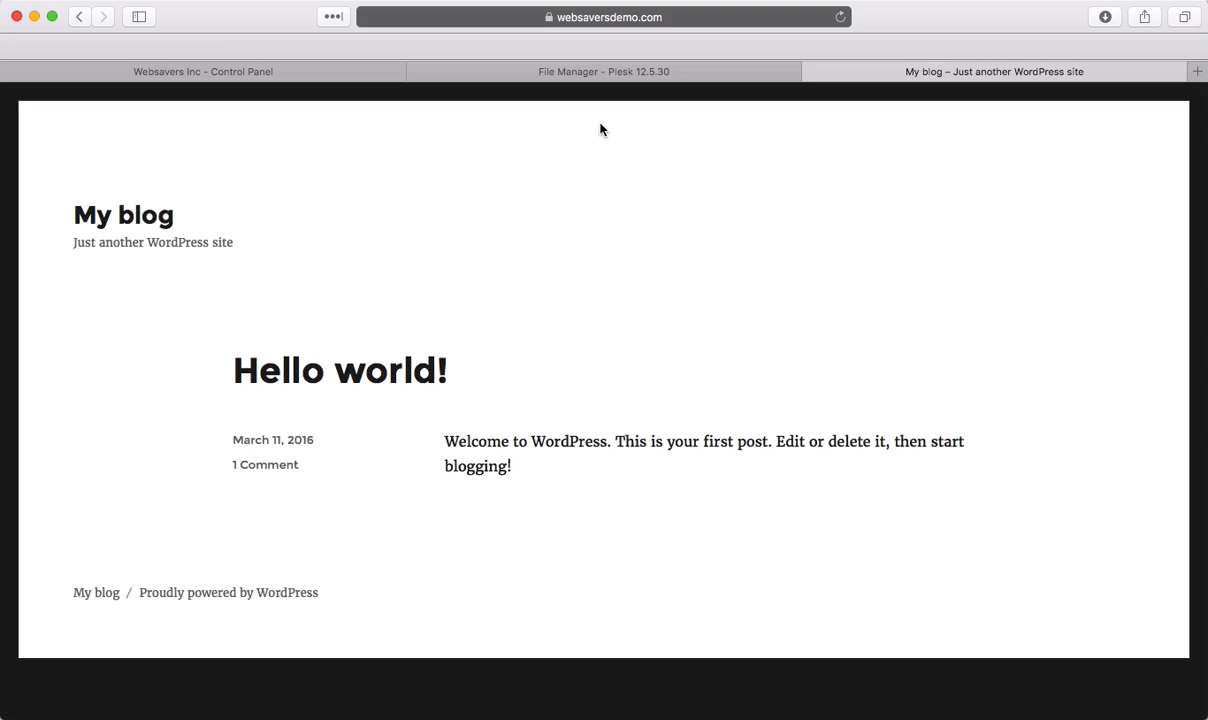 websaversdemo.com
Websavers Inc - Control Panel
File Manager - Plesk 12.5.30
My blog – Just another WordPress site
My blog
Just another WordPress site
Hello world!
March 11, 2016
1 Comment
Welcome to WordPress. This is your first post. Edit or delete it, then start
blogging!
My blog / Proudly powered by WordPress